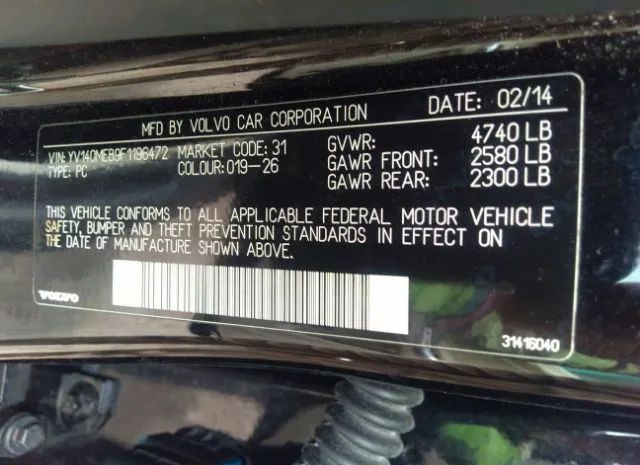 MFD BY VOLVO CAR CORPORATION DATE: 02/14
VIN: YV140MEB9F1196472 MARKET CODE: 31 GVWR: 4740 LB
TYPE: PC COLOUR: 019-26 GAWR FRONT: 2580 LB
GAWR REAR: 2300 LB
THIS VEHICLE CONFORMS TO ALL APPLICABLE FEDERAL MOTOR VEHICLE
SAFETY, BUMPER AND THEFT PREVENTION STANDARDS IN EFFECT ON
THE DATE OF MANUFACTURE SHOWN ABOVE.
VOLVO
31416040